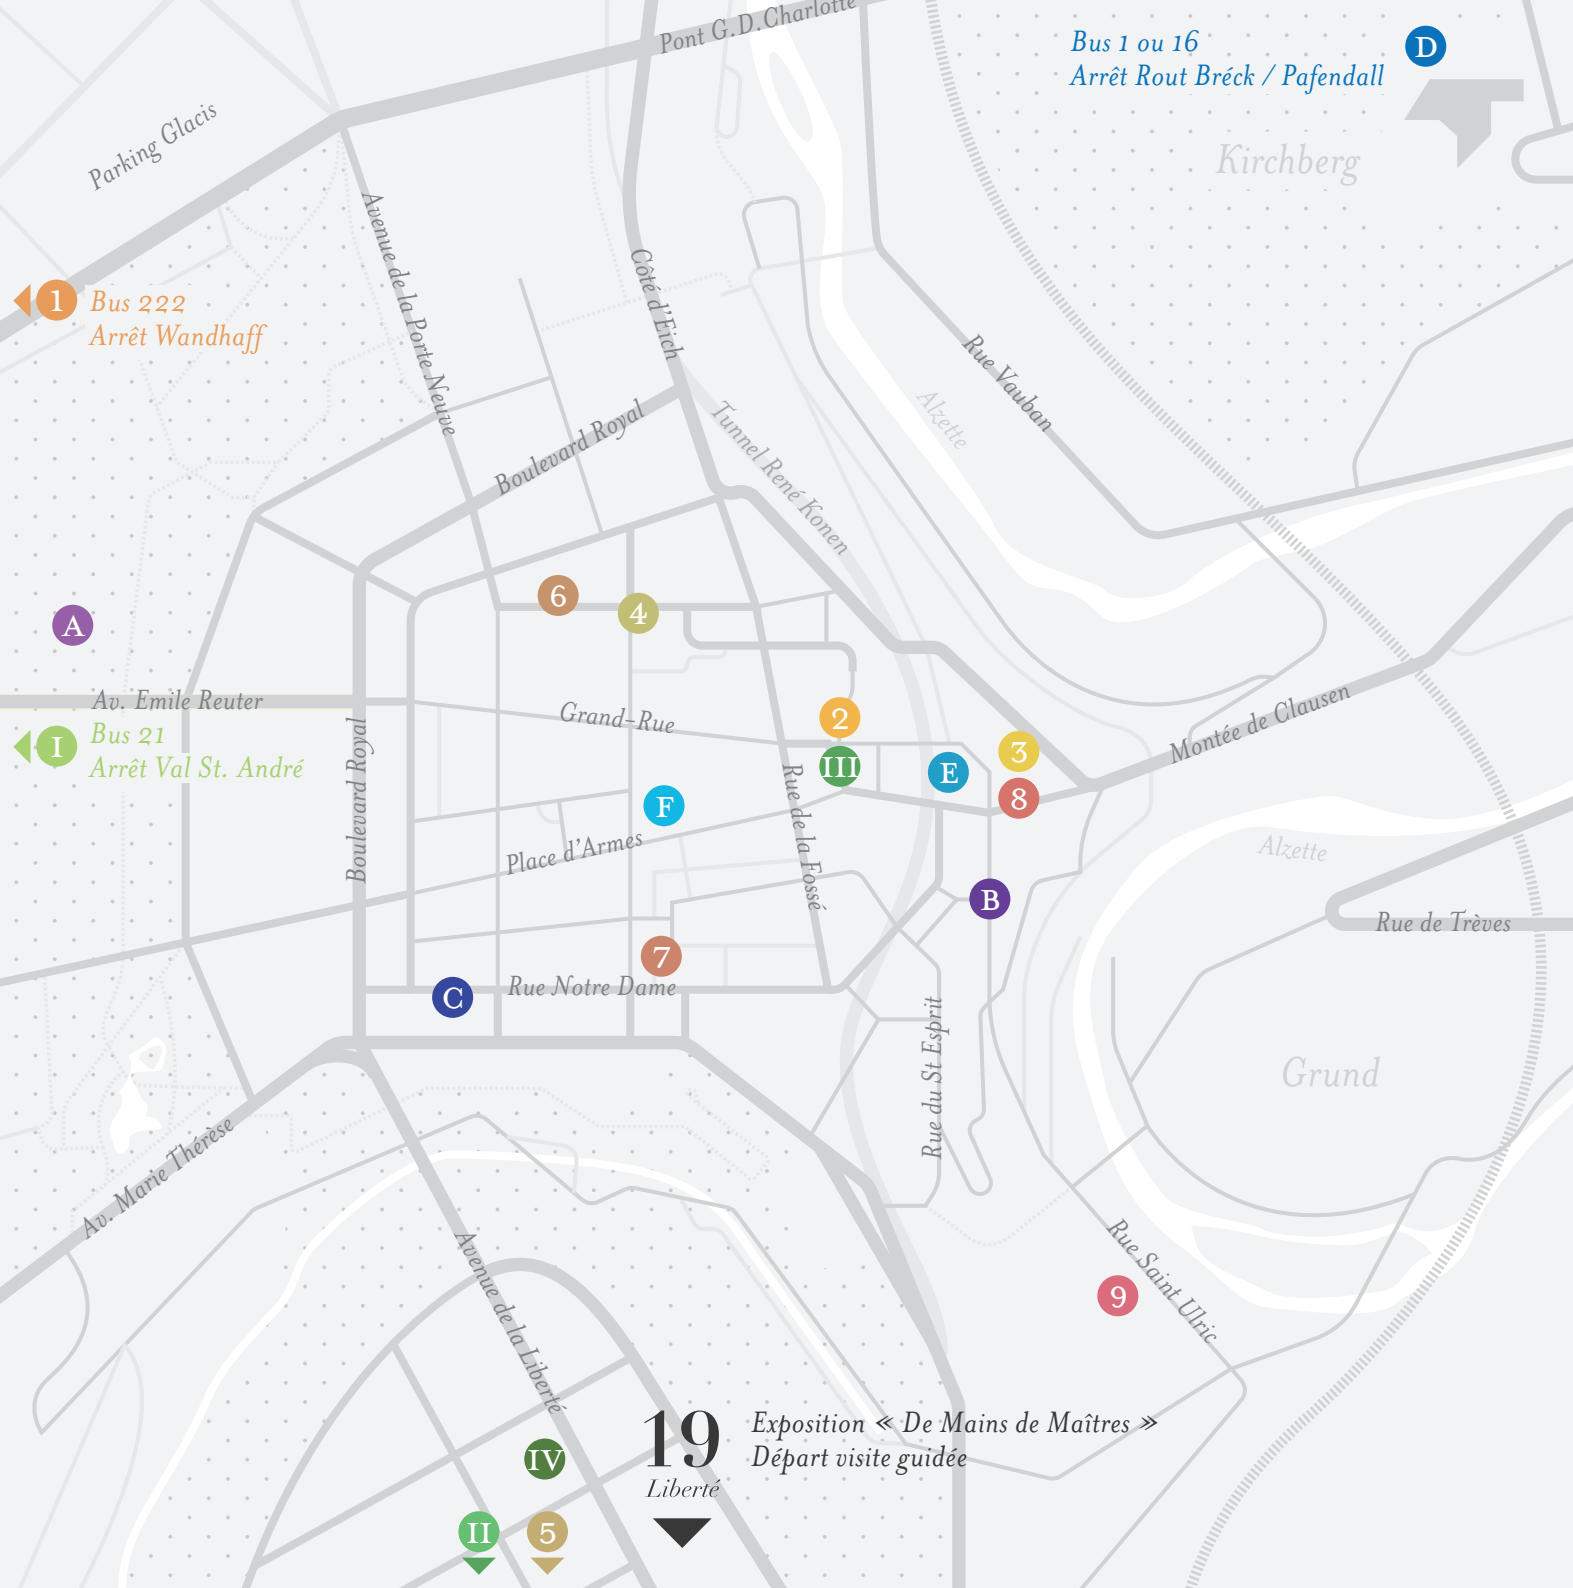 Pont G.D.Charlotte
Bus 1 ou 16
Arrêt Rout Bréck / Pafendall
D
Parking Glacis
Kirchberg
Avenue de la Porte Neuve
Côté d'Eich
1
Bus 222
Arrêt Wandhaff
Rue Vauban
Alzette
Boulevard Royal
Tunnel René Konen
6
4
A
Av. Emile Reuter
I
Bus 21
Arrêt Val St. André
Grand-Rue
2
III
E
3
8
Montée de Clausen
Boulevard Royal
F
Place d'Armes
Rue de la Fossé
Alzette
B
Rue de Trèves
7
C
Rue Notre Dame
Rue du St Esprit
Grund
Av. Marie Thérèse
Avenue de la Liberté
Rue Saint Ulric
9
19
Liberté
Exposition « De Mains de Maîtres »
Départ visite guidée
IV
II
5